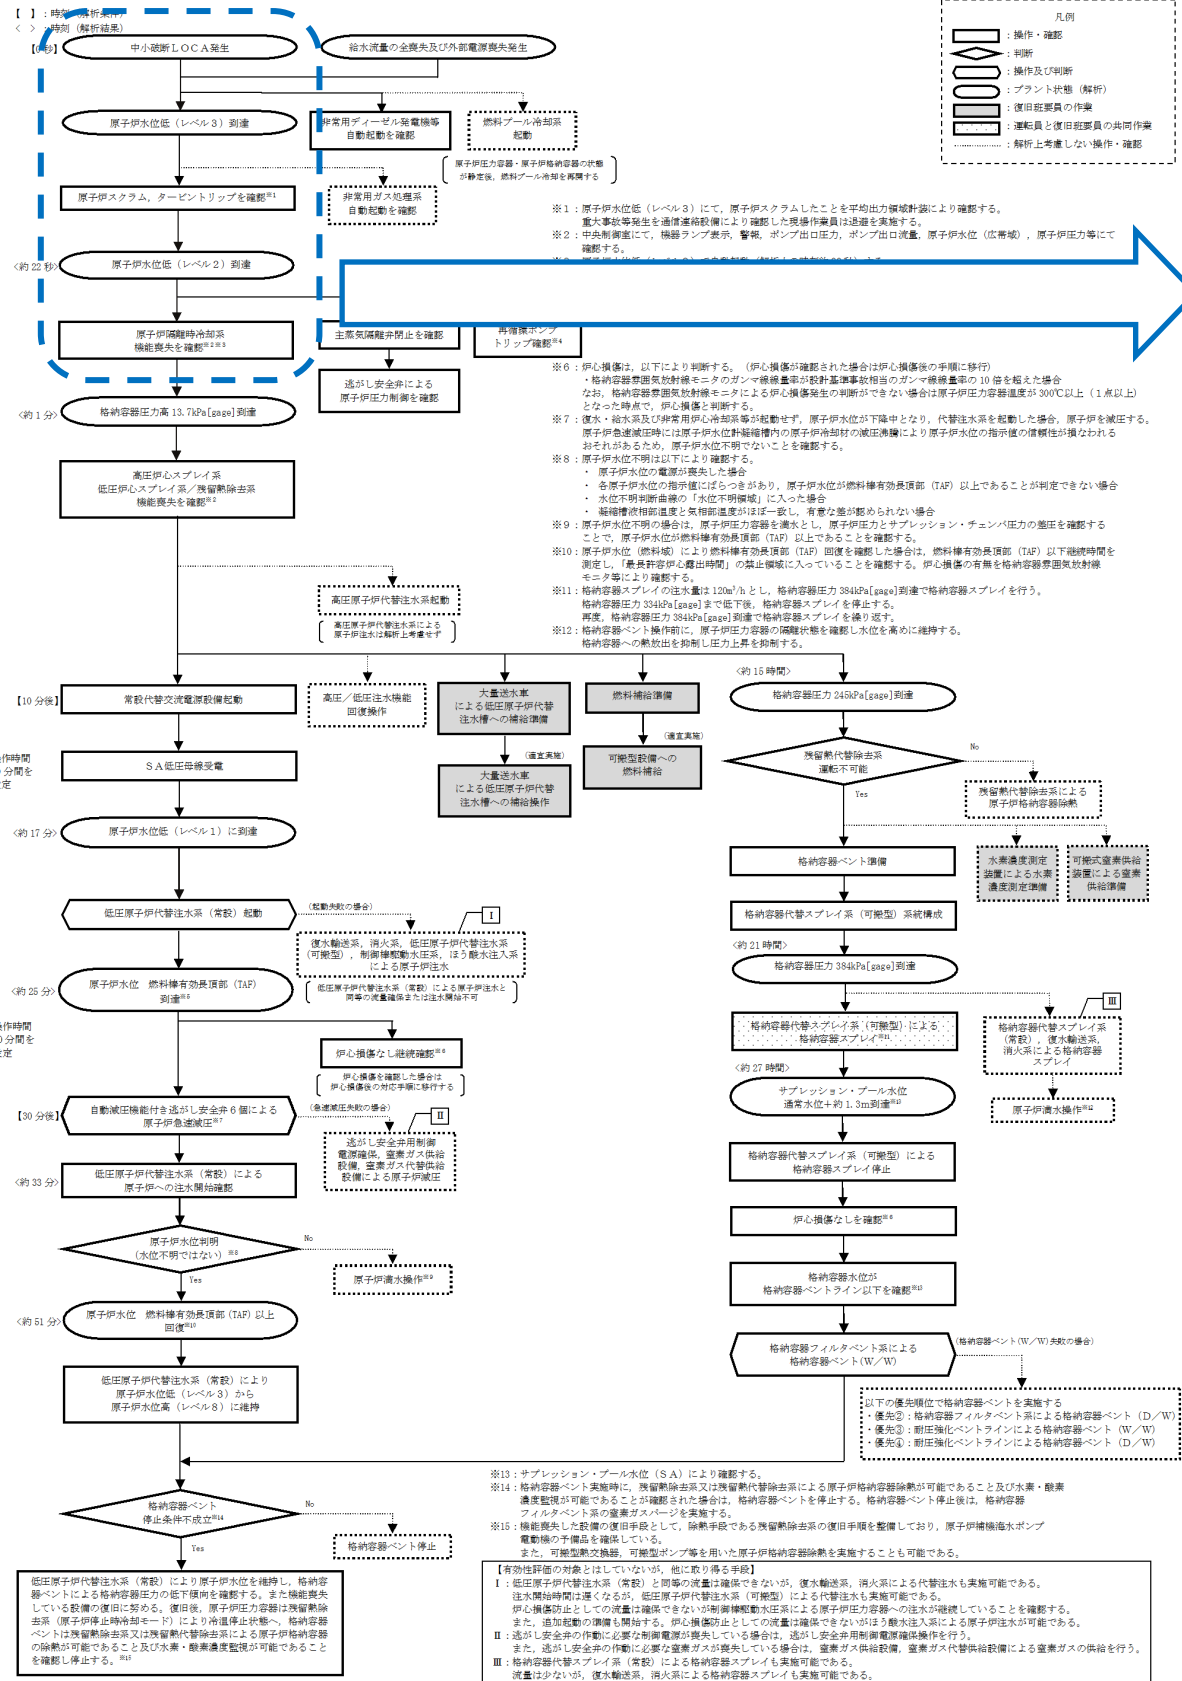 【 】：時刻（解析条件）
< >：時刻（解析結果）
【0秒】
中小破断ＬＯＣＡ発生
給水流量の全喪失及び外部電源喪失発生
原子炉水位低（レベル３）到達
非常用ディーゼル発電機等
自動起動を確認
燃料プール冷却系
起動
原子炉圧力容器・原子炉格納容器の状態
が静定後，燃料プール冷却を再開する
原子炉スクラム，タービントリップを確認※1
非常用ガス処理系
自動起動を確認
<約22秒>
原子炉水位低（レベル２）到達
原子炉隔離時冷却系
機能喪失を確認※2※3
主蒸気隔離弁閉止を確認
再循環ポンプ
トリップ確認※4
逃がし安全弁による
原子炉圧力制御を確認
<約1分>
格納容器圧力高 13.7kPa[gage]到達
高圧炉心スプレイ系
低圧炉心スプレイ系／残留熱除去系
機能喪失を確認※2
高圧原子炉代替注水系起動
高圧原子炉代替注水系による
原子炉注水は解析上考慮せず
凡例
：操作・確認
：判断
：操作及び判断
：プラント状態（解析）
：復旧班要員の作業
：運転員と復旧班要員の共同作業
：解析上考慮しない操作・確認
※１：原子炉水位低（レベル３）にて，原子炉スクラムしたことを平均出力領域計装により確認する。
重大事故等発生を通信連絡設備により確認した現場作業員は退避を実施する。
※２：中央制御室にて，機器ランプ表示，警報，ポンプ出口圧力，ポンプ出口流量，原子炉水位（広帯域），原子炉圧力等にて
確認する。
※６：炉心損傷は，以下により判断する。（炉心損傷が確認された場合は炉心損傷後の手順に移行）
・格納容器雰囲気放射線モニタのガンマ線線量率が設計基準事故相当のガンマ線線量率の10倍を超えた場合
なお，格納容器雰囲気放射線モニタによる炉心損傷発生の判断ができない場合は原子炉圧力容器温度が300℃以上（１点以上）
となった時点で，炉心損傷と判断する。
※７：復水・給水系及び非常用炉心冷却系等が起動せず，原子炉水位が下降中となり，代替注水系を起動した場合，原子炉を減圧する。
原子炉急速減圧時には原子炉水位計凝縮槽内の原子炉冷却材の減圧沸騰により原子炉水位の指示値の信頼性が損なわれる
おそれがあるため，原子炉水位不明でないことを確認する。
※８：原子炉水位不明は以下により確認する。
・ 原子炉水位の電源が喪失した場合
・ 各原子炉水位の指示値にばらつきがあり，原子炉水位が燃料棒有効長頂部（TAF）以上であることが判定できない場合
・ 水位不明判断曲線の「水位不明領域」に入った場合
・ 凝縮槽液相部温度と気相部温度がほぼ一致し，有意な差が認められない場合
※９：原子炉水位不明の場合は，原子炉圧力容器を満水とし，原子炉圧力とサプレッション・チェンバ圧力の差圧を確認する
ことで，原子炉水位が燃料棒有効長頂部（TAF）以上であることを確認する。
※10：原子炉水位（燃料域）により燃料棒有効長頂部（TAF）回復を確認した場合は，燃料棒有効長頂部（TAF）以下継続時間を
測定し，「最長許容炉心露出時間」の禁止領域に入っていることを確認する。炉心損傷の有無を格納容器雰囲気放射線
モニタ等により確認する。
※11：格納容器スプレイの注水量は120m³/hとし，格納容器圧力384kPa[gage]到達で格納容器スプレイを行う。
格納容器圧力334kPa[gage]まで低下後，格納容器スプレイを停止する。
再度，格納容器圧力384kPa[gage]到達で格納容器スプレイを繰り返す。
※12：格納容器ベント操作前に，原子炉圧力容器の隔離状態を確認し水位を高めに維持する。
格納容器への熱放出を抑制し圧力上昇を抑制する。
【10分後】
常設代替交流電源設備起動
高圧／低圧注水機能
回復操作
大量送水車
による低圧原子炉代替
注水槽への補給準備
燃料補給準備
（適宜実施）
（適宜実施）
大量送水車
による低圧原子炉代替
注水槽への補給操作
可搬型設備への
燃料補給
作時間
分間を
定
ＳＡ低圧母線受電
<約17分>
原子炉水位低（レベル１）に到達
低圧原子炉代替注水系（常設）起動
（起動失敗の場合）
Ⅰ
復水輸送系，消火系，低圧原子炉代替注水系
（可搬型），制御棒駆動水圧系，ほう酸水注入系
による原子炉注水
低圧原子炉代替注水系（常設）による原子炉注水と
同等の流量確保または注水開始不可
<約25分>
原子炉水位 燃料棒有効長頂部（TAF）
到達※5
作時間
0分間を
定
炉心損傷なし継続確認※6
炉心損傷を確認した場合は
炉心損傷後の対応手順に移行する
【30分後】
自動減圧機能付き逃がし安全弁６個による
原子炉急速減圧※7
（急速減圧失敗の場合）
Ⅱ
逃がし安全弁用制御
電源確保，窒素ガス供給
設備，窒素ガス代替供給
設備による原子炉減圧
<約33分>
低圧原子炉代替注水系（常設）による
原子炉への注水開始確認
原子炉水位判明
（水位不明ではない）※8
No
Yes
原子炉満水操作※9
<約51分>
原子炉水位 燃料棒有効長頂部（TAF）以上
回復※10
低圧原子炉代替注水系（常設）により
原子炉水位低（レベル３）から
原子炉水位高（レベル８）に維持
<約15時間>
格納容器圧力 245kPa[gage]到達
残留熱代替除去系
運転不可能
No
Yes
残留熱代替除去系による
原子炉格納容器除熱
格納容器ベント準備
水素濃度測定
装置による水素
濃度測定準備
可搬式窒素供給
装置による窒素
供給準備
格納容器代替スプレイ系（可搬型）系統構成
<約21時間>
格納容器圧力 384kPa[gage]到達
Ⅲ
格納容器代替スプレイ系（可搬型）による
格納容器スプレイ※11
格納容器代替スプレイ系
（常設），復水輸送系，
消火系による格納容器
スプレイ
<約27時間>
サプレッション・プール水位
通常水位＋約1.3m到達※13
原子炉満水操作※12
格納容器代替スプレイ系（可搬型）による
格納容器スプレイ停止
炉心損傷なしを確認※6
格納容器水位が
格納容器ベントライン以下を確認※13
格納容器フィルタベント系による
格納容器ベント（Ｗ／Ｗ）
（格納容器ベント（W／W）失敗の場合）
以下の優先順位で格納容器ベントを実施する
・優先②：格納容器フィルタベント系による格納容器ベント（Ｄ／Ｗ）
・優先③：耐圧強化ベントラインによる格納容器ベント（Ｗ／Ｗ）
・優先④：耐圧強化ベントラインによる格納容器ベント（Ｄ／Ｗ）
格納容器ベント
停止条件不成立※14
No
Yes
格納容器ベント停止
低圧原子炉代替注水系（常設）により原子炉水位を維持し，格納容
器ベントによる格納容器圧力の低下傾向を確認する。また機能喪失
している設備の復旧に努める。復旧後，原子炉圧力容器は残留熱除
去系（原子炉停止時冷却モード）により冷温停止状態へ，格納容器
ベントは残留熱除去系又は残留熱代替除去系による原子炉格納容器
の除熱が可能であること及び水素・酸素濃度監視が可能であること
を確認し停止する。※15
※13：サプレッション・プール水位（ＳＡ）により確認する。
※14：格納容器ベント実施時に，残留熱除去系又は残留熱代替除去系による原子炉格納容器除熱が可能であること及び水素・酸素
濃度監視が可能であることが確認された場合は，格納容器ベントを停止する。格納容器ベント停止後は，格納容器
フィルタベント系の窒素ガスパージを実施する。
※15：機能喪失した設備の復旧手段として，除熱手段である残留熱除去系の復旧手順を整備しており，原子炉補機海水ポンプ
電動機の予備品を確保している。
また，可搬型熱交換器，可搬型ポンプ等を用いた原子炉格納容器除熱を実施することも可能である。
【有効性評価の対象とはしていないが，他に取り得る手段】
Ⅰ：低圧原子炉代替注水系（常設）と同等の流量は確保できないが，復水輸送系，消火系による代替注水も実施可能である。
注水開始時間は遅くなるが，低圧原子炉代替注水系（可搬型）による代替注水も実施可能である。
炉心損傷防止としての流量は確保できないが制御棒駆動水圧系による原子炉圧力容器への注水が継続していることを確認する。
また，追加起動の準備も開始する。炉心損傷防止としての流量は確保できないがほう酸水注入系による原子炉注水が可能である。
Ⅱ：逃がし安全弁の作動に必要な制御電源が喪失している場合は，逃がし安全弁用制御電源確保操作を行う。
また，逃がし安全弁の作動に必要な窒素ガスが喪失している場合は，窒素ガス供給設備，窒素ガス代替供給設備による窒素ガスの供給を行う。
Ⅲ：格納容器代替スプレイ系（常設）による格納容器スプレイも実施可能である。
流量は少ないが，復水輸送系，消火系による格納容器スプレイも実施可能である。